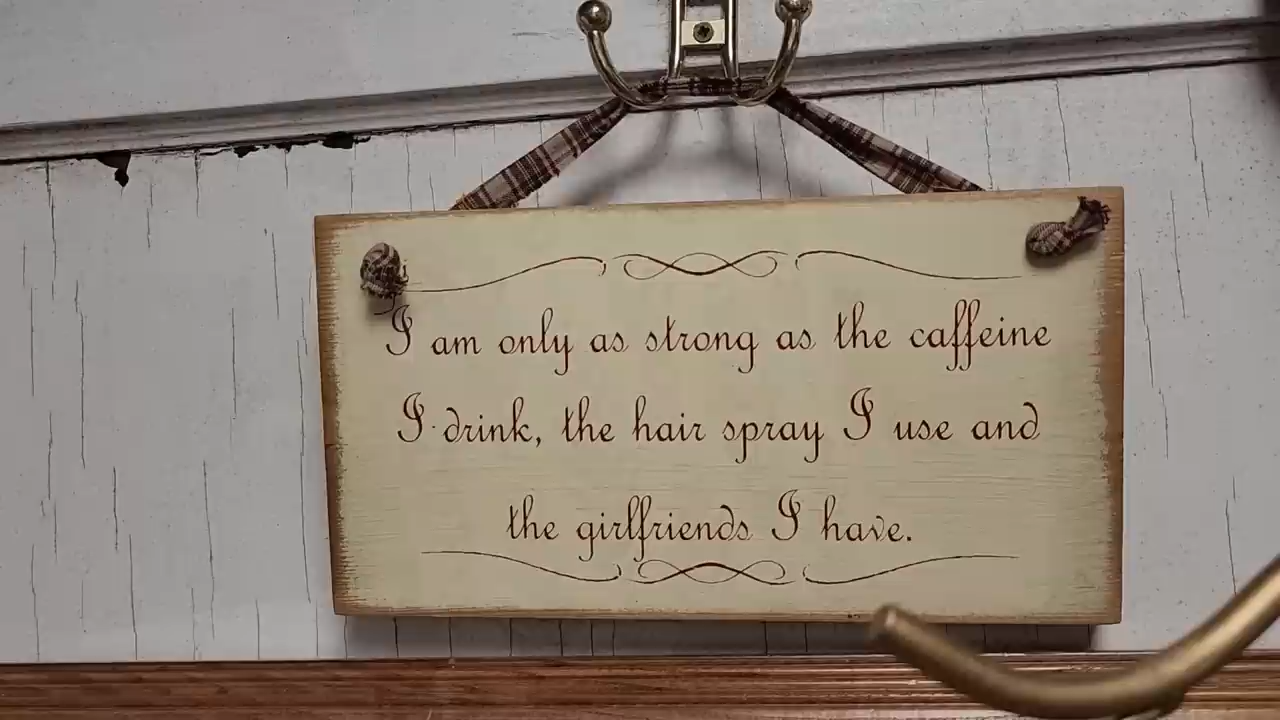 I am only as strong as the caffeine
I drink, the hair spray I use and
the girlfriends I have.